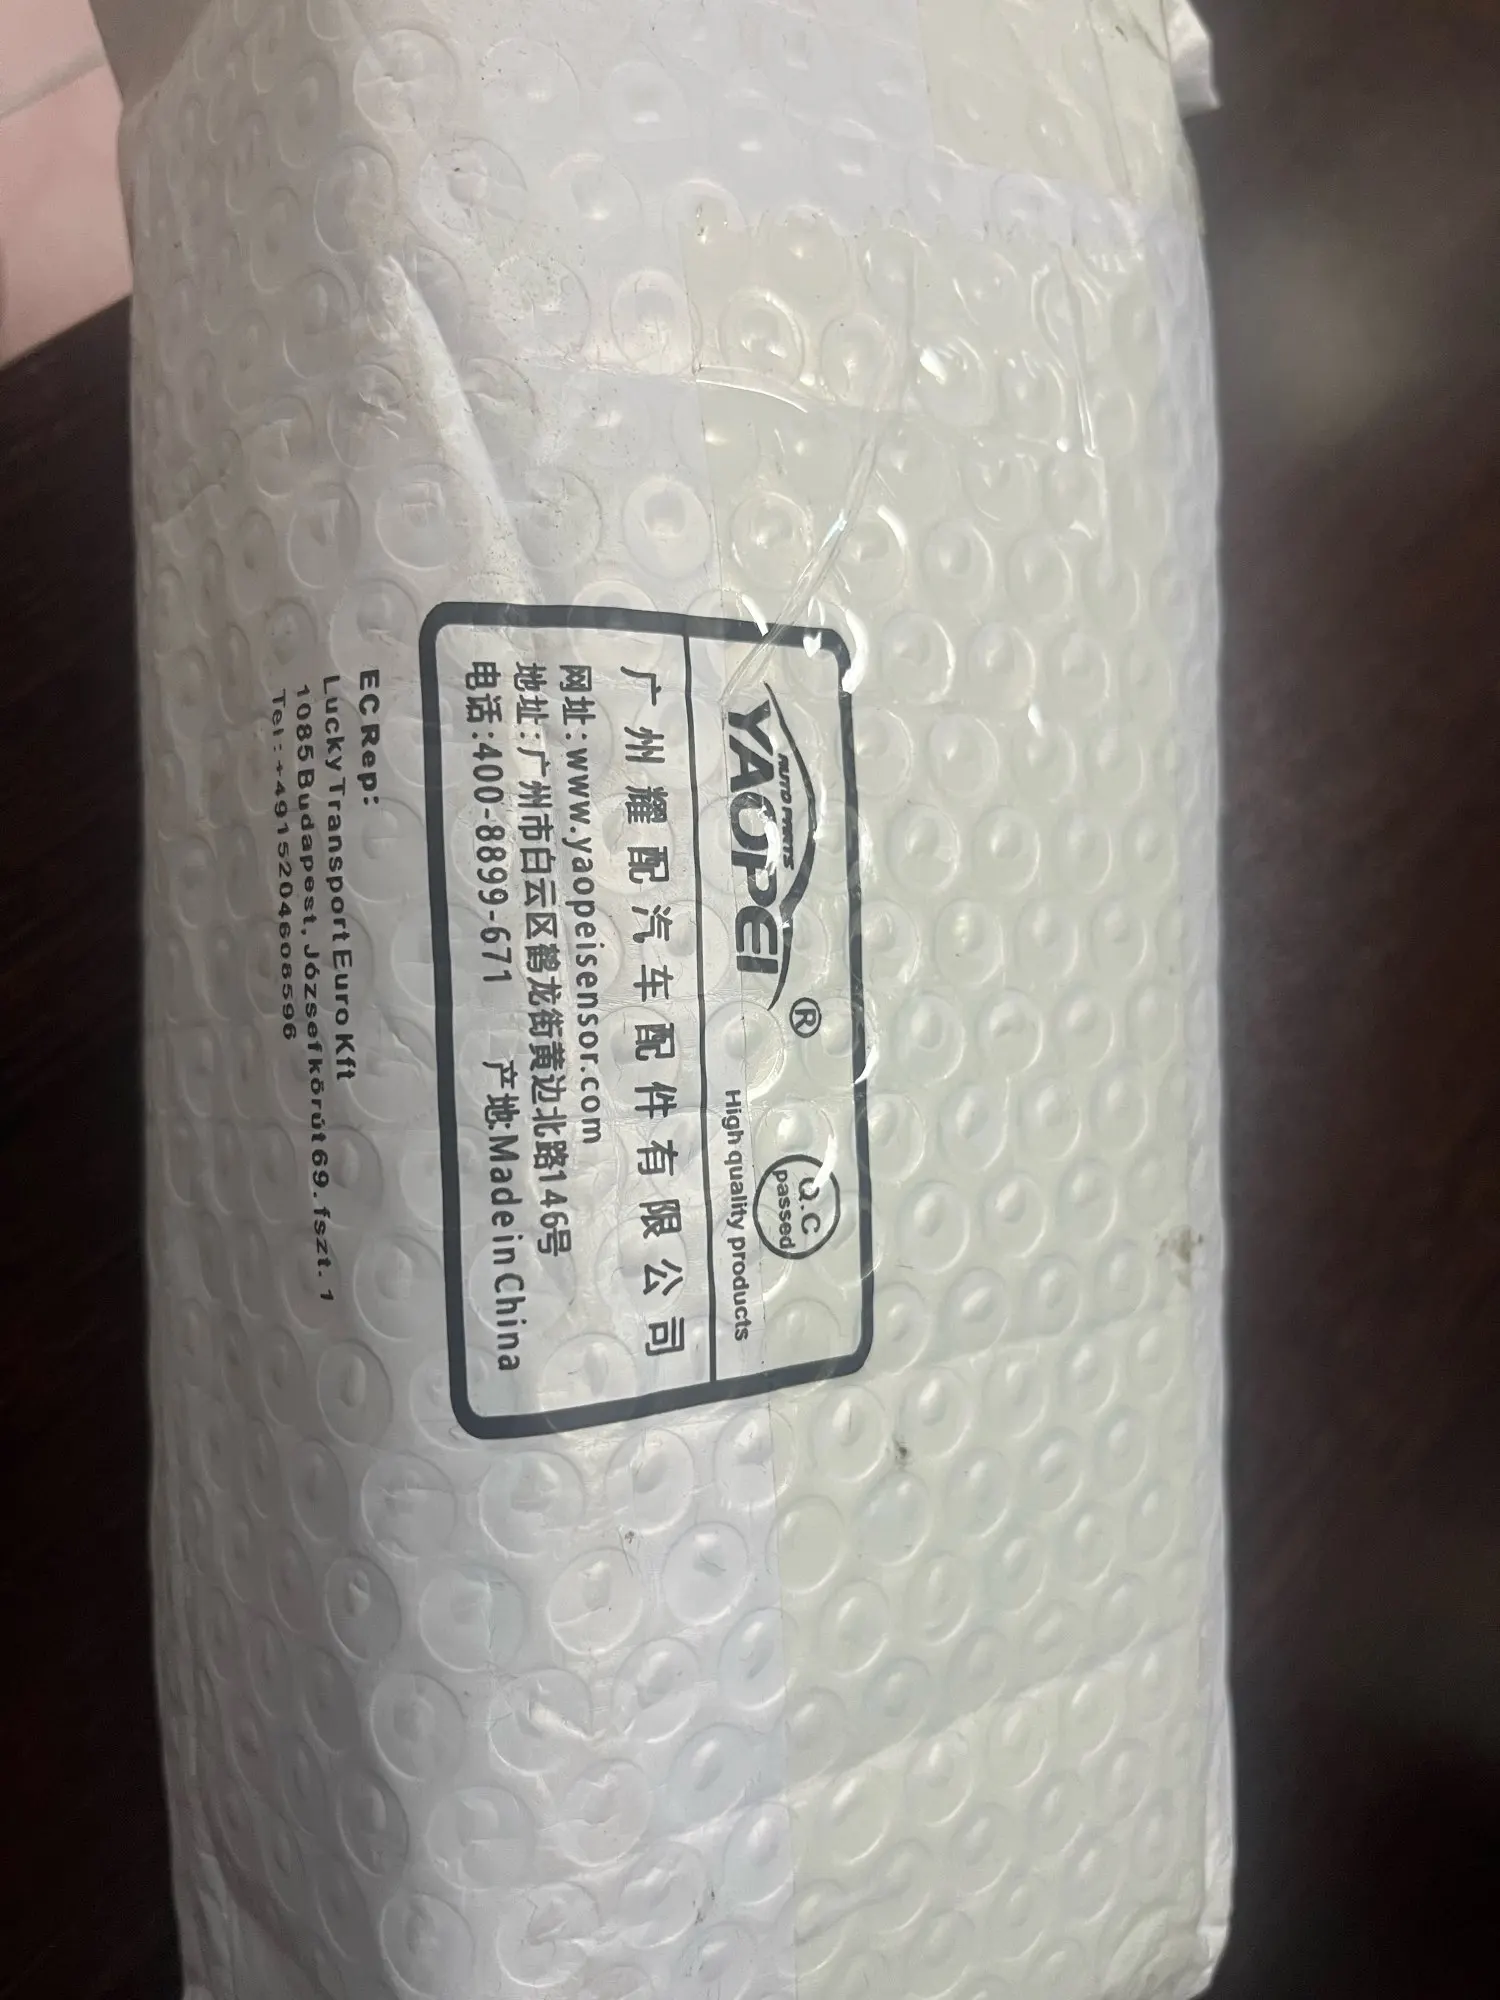 AUTO PARTS
YAOPEI ®
Q.C
passed
High quality products
广州耀配汽车配件有限公司
网址:www.yaopeisensor.com
地址:广州市白云区鹤龙街黄边北路146号
电话:400-8899-671 产地:Made in China
EC Rep:
Lucky Transport Euro Kft
1085 Budapest, József körút 69. fszt. 1
Tel:+4915204608596